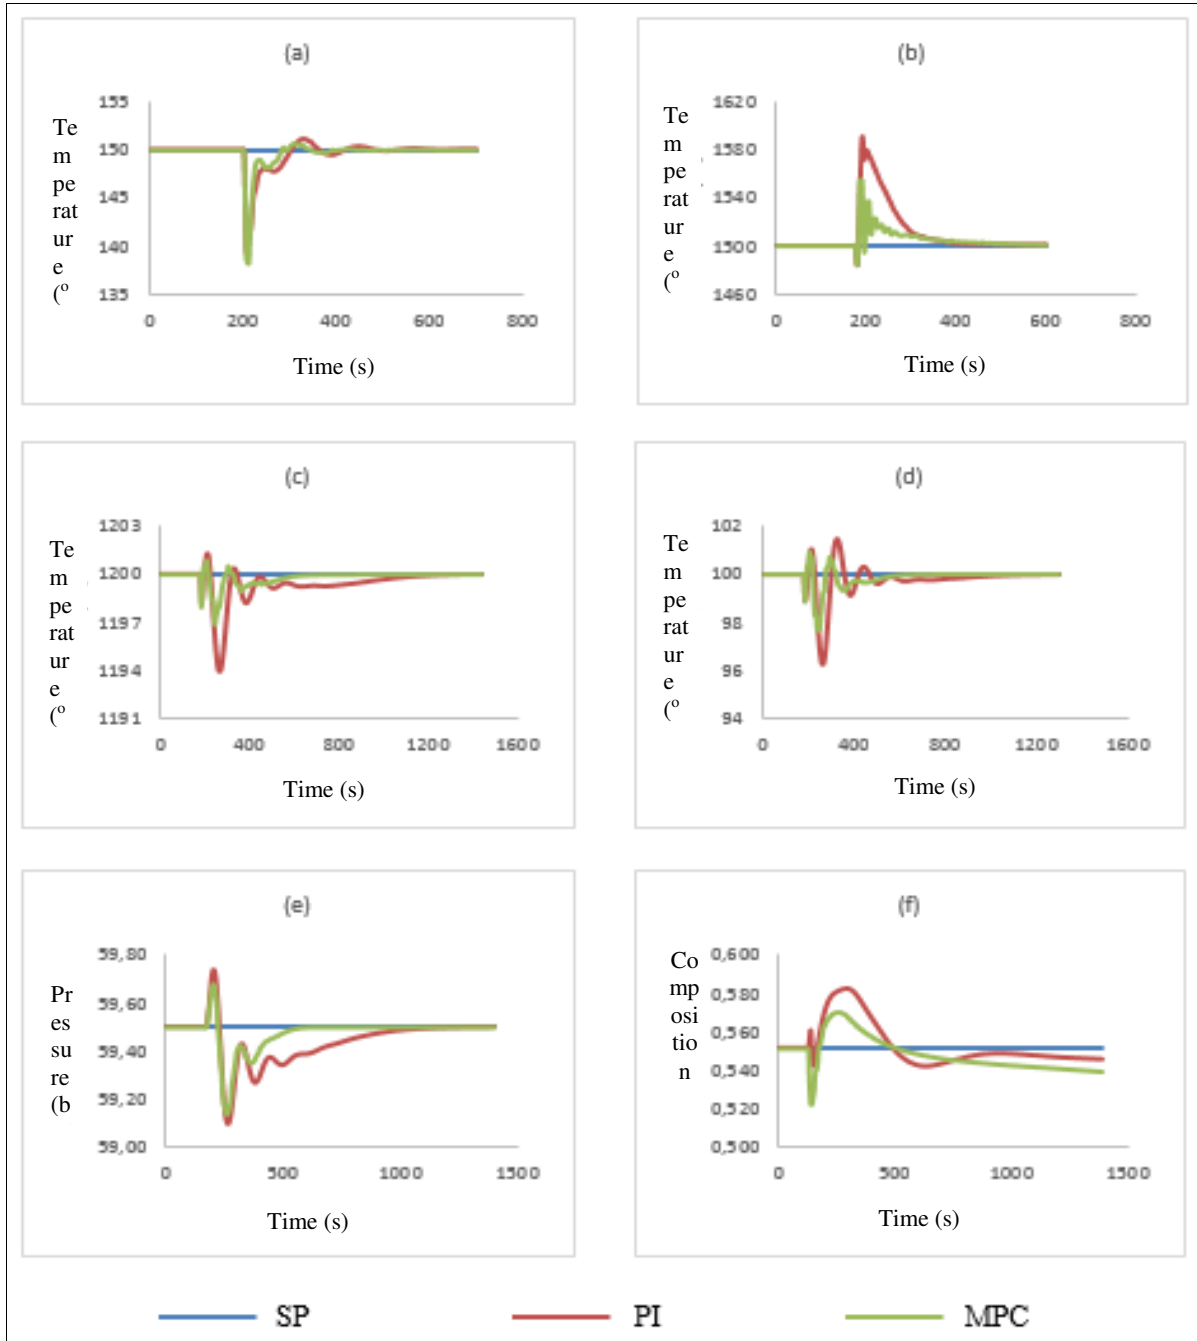 (a)
Te
m
pe
rat
ur
e
(o
155
150
145
140
135
0 200 400 600 800
Time (s)
(b)
Te
m
pe
rat
ur
e
(o
1620
1580
1540
1500
1460
0 200 400 600 800
Time (s)
(c)
Te
m
pe
rat
ur
e
(o
1203
1200
1197
1194
1191
0 400 800 1200 1600
Time (s)
(d)
Te
m
pe
rat
ur
e
(o
102
100
98
96
94
0 400 800 1200 1600
Time (s)
(e)
Pr
es
su
re
(b
59,80
59,60
59,40
59,20
59,00
0 500 1000 1500
Time (s)
(f)
Co
mp
osi
tio
n
0,600
0,580
0,560
0,540
0,520
0,500
0 500 1000 1500
Time (s)
SP PI MPC